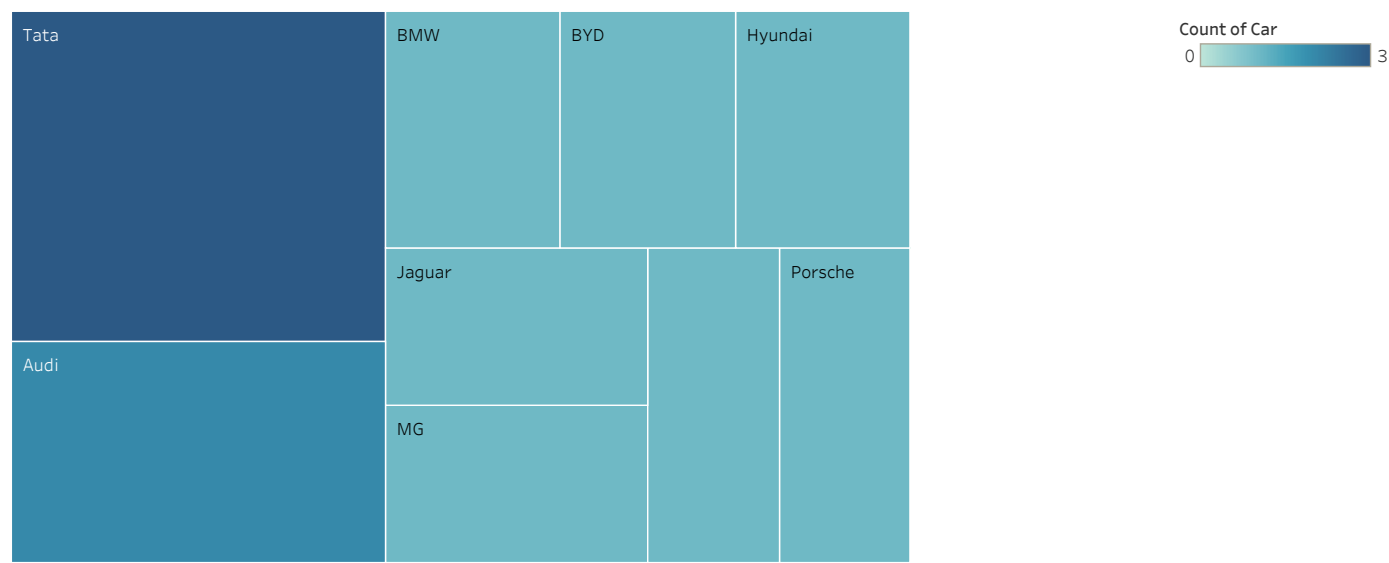 Tata
BMW
BYD
Hyundai
Count of Car
0
3
Jaguar
Porsche
Audi
MG